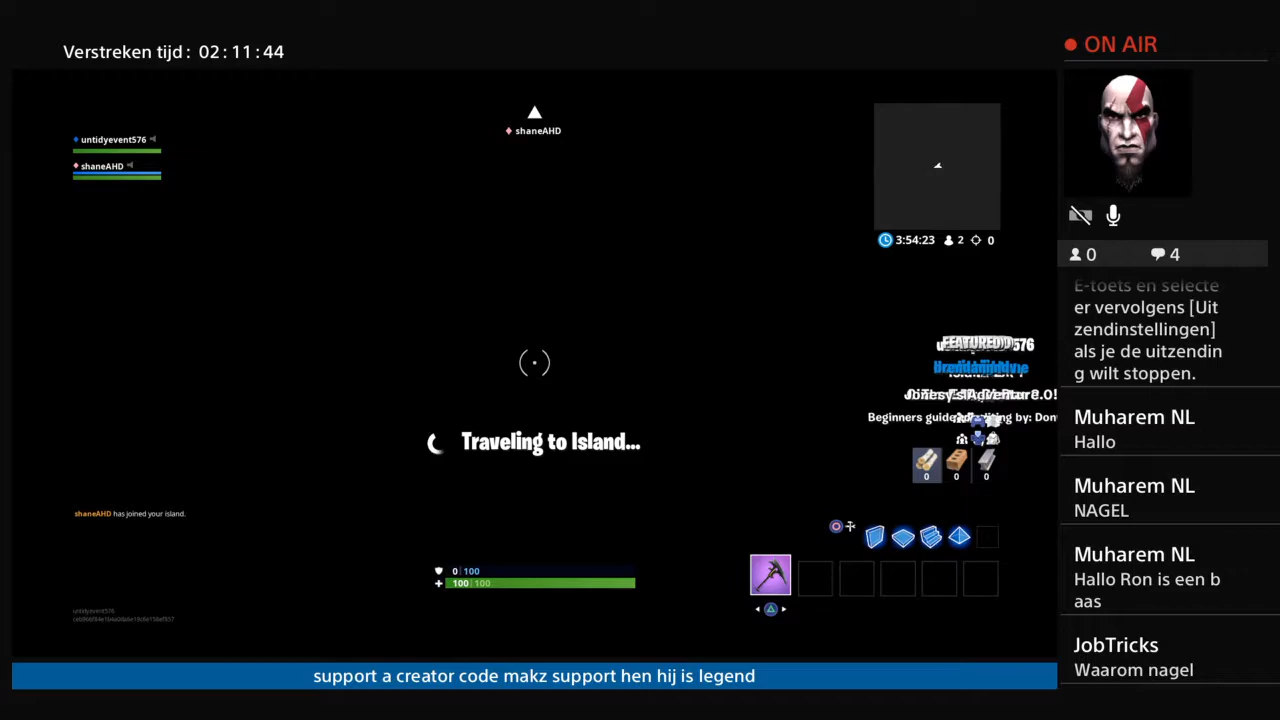 Verstreken tijd: 02:11:44
ON AIR
untidyevent576
shaneAHD
shaneAHD
3:54:23 2 0
0 4
E-toets en selecte
er vervolgens [Uit
zendinstellingen]
als je de uitzendin
g wilt stoppen.
FEATURED 576
Beginners guide
Traveling to Island...
0 0 0
shaneAHD has joined your island.
0|100
100|100
untidyevent576
Muharem NL
Hallo
Muharem NL
NAGEL
Muharem NL
Hallo Ron is een b
aas
JobTricks
Waarom nagel
support a creator code makz support hen hij is legend